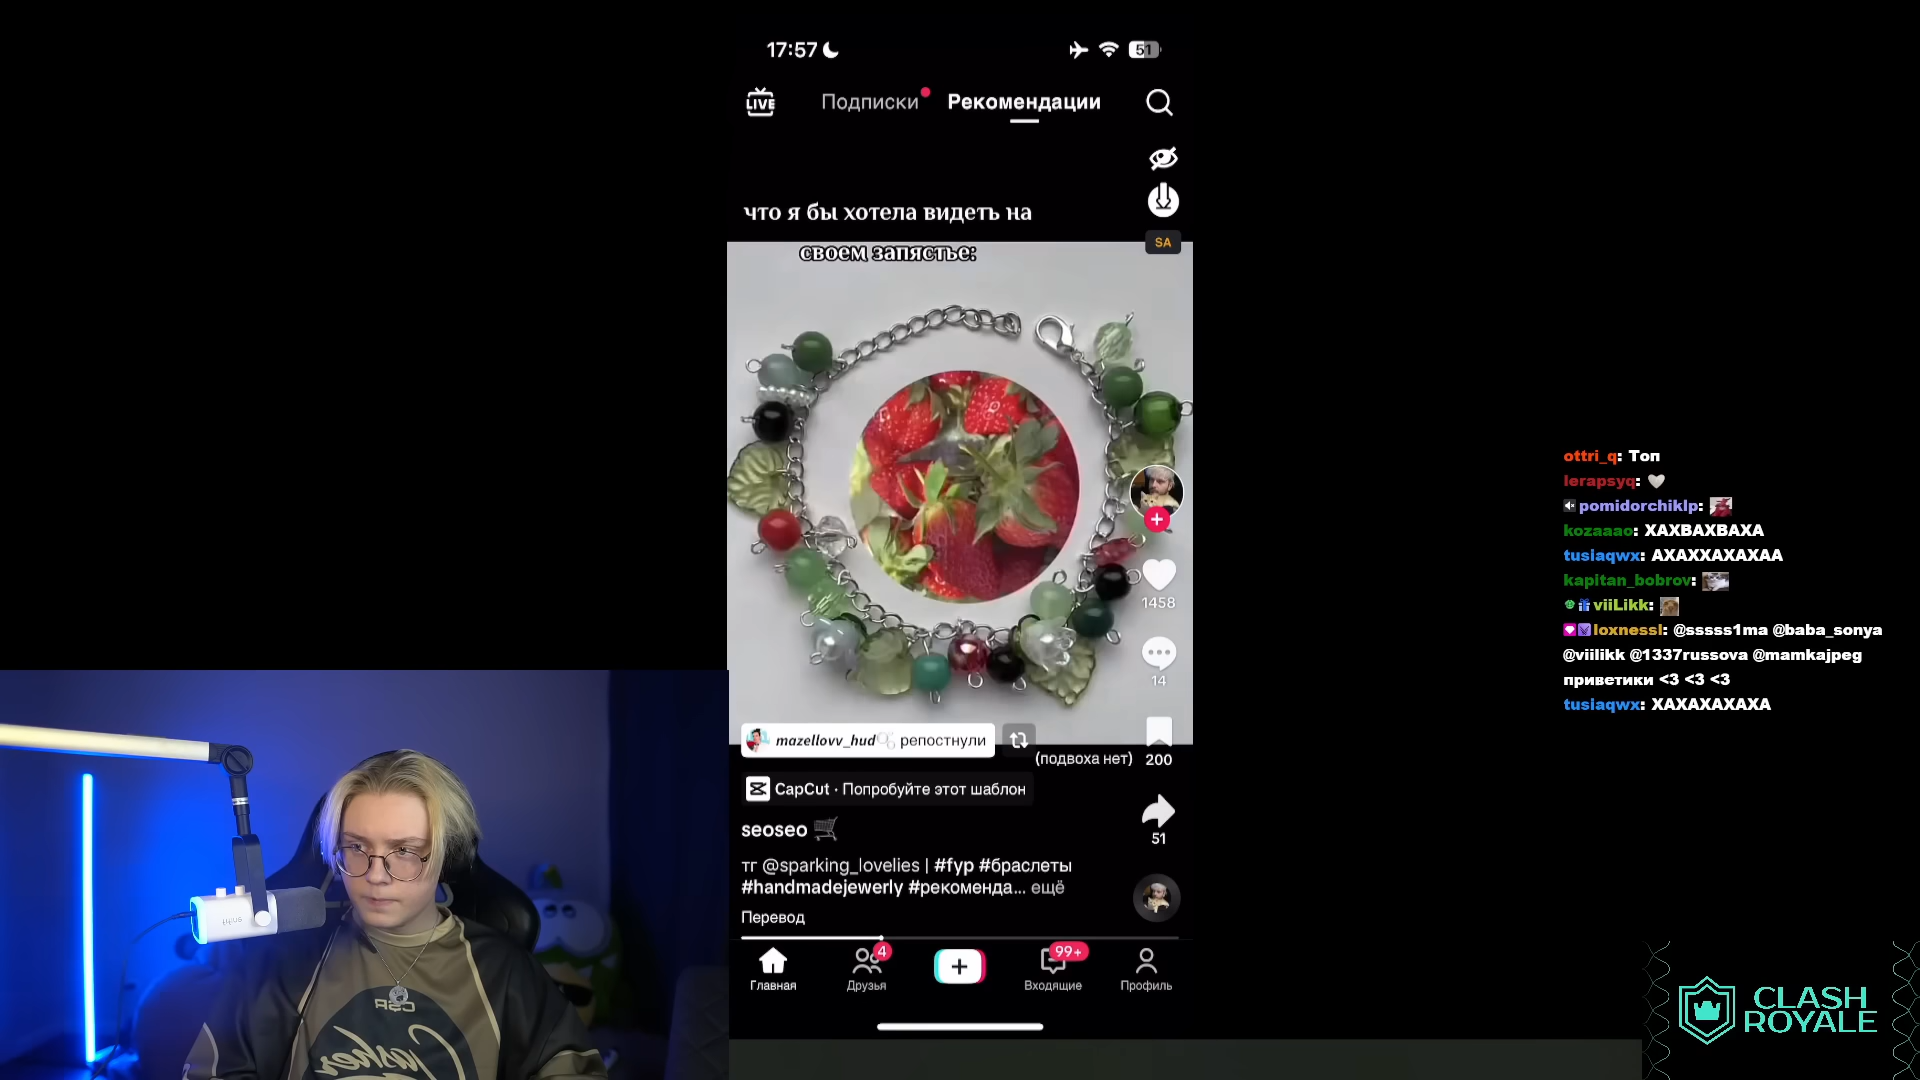 17:57
51
LIVE
Подписки
Рекомендации
SA
что я бы хотела видеть на
своем запястье:
1458
14
mazellovv_hud репостнули
(подвоха нет)
200
CapCut · Попробуйте этот шаблон
seoseo
51
тг @sparking_lovelies | #fyp #браслеты
#handmadejewerly #рекоменда... ещё
Перевод
4
99+
Главная
Друзья
Входящие
Профиль
ottri_q: Топ
lerapsyq:
pomidorchiklp:
kozaaao: ХАХВАХВАХА
tusiaqwx: АХАХХАХАХАА
kapitan_bobrov:
viiLikk:
loxnessl: @sssss1ma @baba_sonya
@viilikk @1337russova @mamkajpeg
приветики <3 <3 <3
tusiaqwx: ХАХАХАХАХА
CLASH
ROYALE